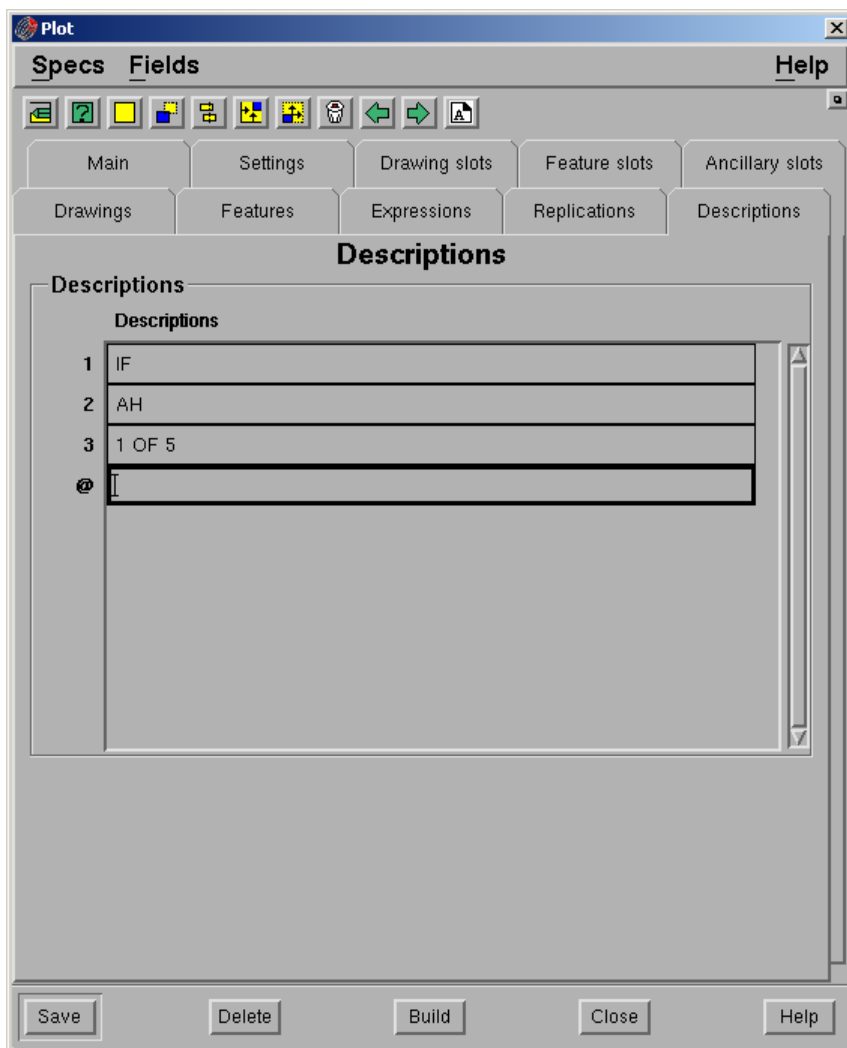 Plot
Specs Fields Help
Main Settings Drawing slots Feature slots Ancillary slots
Drawings Features Expressions Replications Descriptions
Descriptions
Descriptions
Descriptions
1 IF
2 AH
3 1 OF 5
@
Save Delete Build Close Help